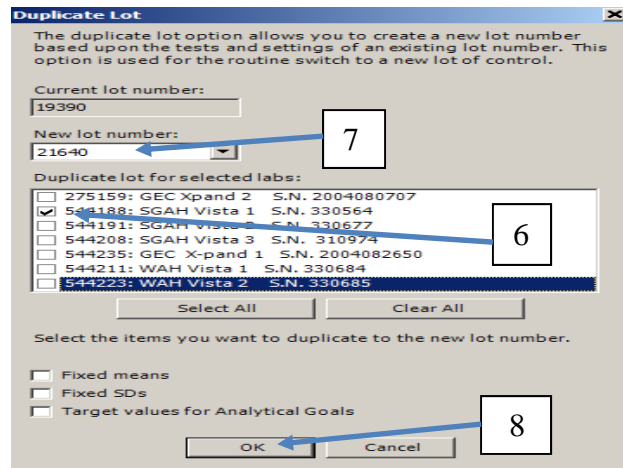 Duplicate Lot
The duplicate lot option allows you to create a new lot number
based upon the tests and settings of an existing lot number. This
option is used for the routine switch to a new lot of control.
Current lot number:
19390
New lot number:
7
21640
Duplicate lot for selected labs:
275159: GEC Xpand 2 S.N. 2004080707
544188: SGAH Vista 1 S.N. 330564
544191: SGAH Vista 2 S.N. 330677
6
544208: SGAH Vista 3 S.N. 310974
544235: GEC X-pand 1 S.N. 2004082650
544211: WAH Vista 1 S.N. 330684
544223: WAH Vista 2 S.N. 330685
Select All Clear All
Select the items you want to duplicate to the new lot number.
Fixed means
Fixed SDs
Target values for Analytical Goals
8
OK Cancel